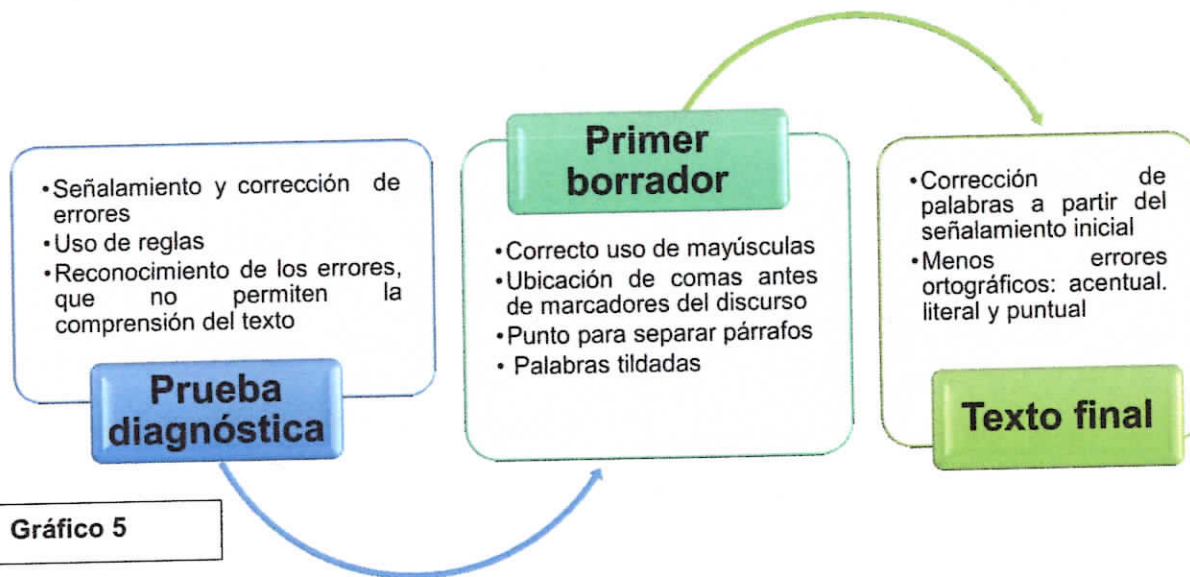 •Señalamiento y corrección de
errores
•Uso de reglas
•Reconocimiento de los errores,
que no permiten la
comprensión del texto
Prueba
diagnóstica
Primer
borrador
•Correcto uso de mayúsculas
•Ubicación de comas antes
de marcadores del discurso
•Punto para separar párrafos
• Palabras tildadas
•Corrección de
palabras a partir del
señalamiento inicial
•Menos errores
ortográficos: acentual.
literal y puntual
Texto final
Gráfico 5